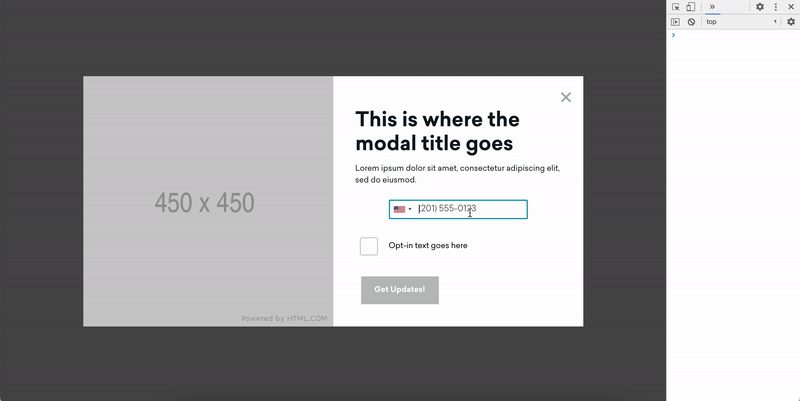 top
450 x 450
Powered by HTML.COM
This is where the
modal title goes
Lorem ipsum dolor sit amet, consectetur adipiscing elit,
sed do eiusmod.
(201) 555-0123
Opt-in text goes here
Get Updates!